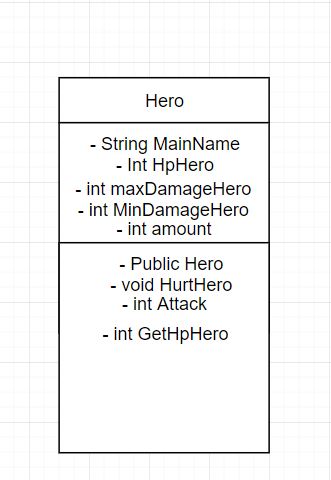 Hero
- String MainName
- Int HpHero
- int maxDamageHero
- int MinDamageHero
- int amount
- Public Hero
- void HurtHero
- int Attack
- int GetHpHero